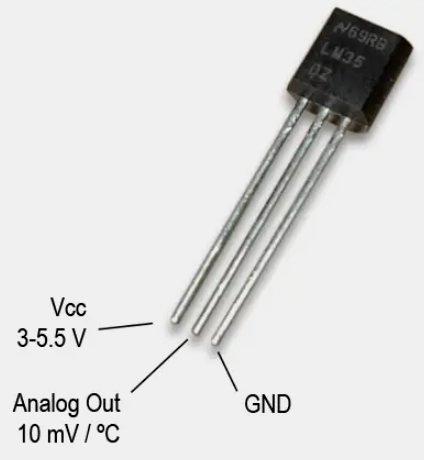 N69RB
LM35
DZ
Vcc
3-5.5 V
Analog Out
10 mV / ºC
GND